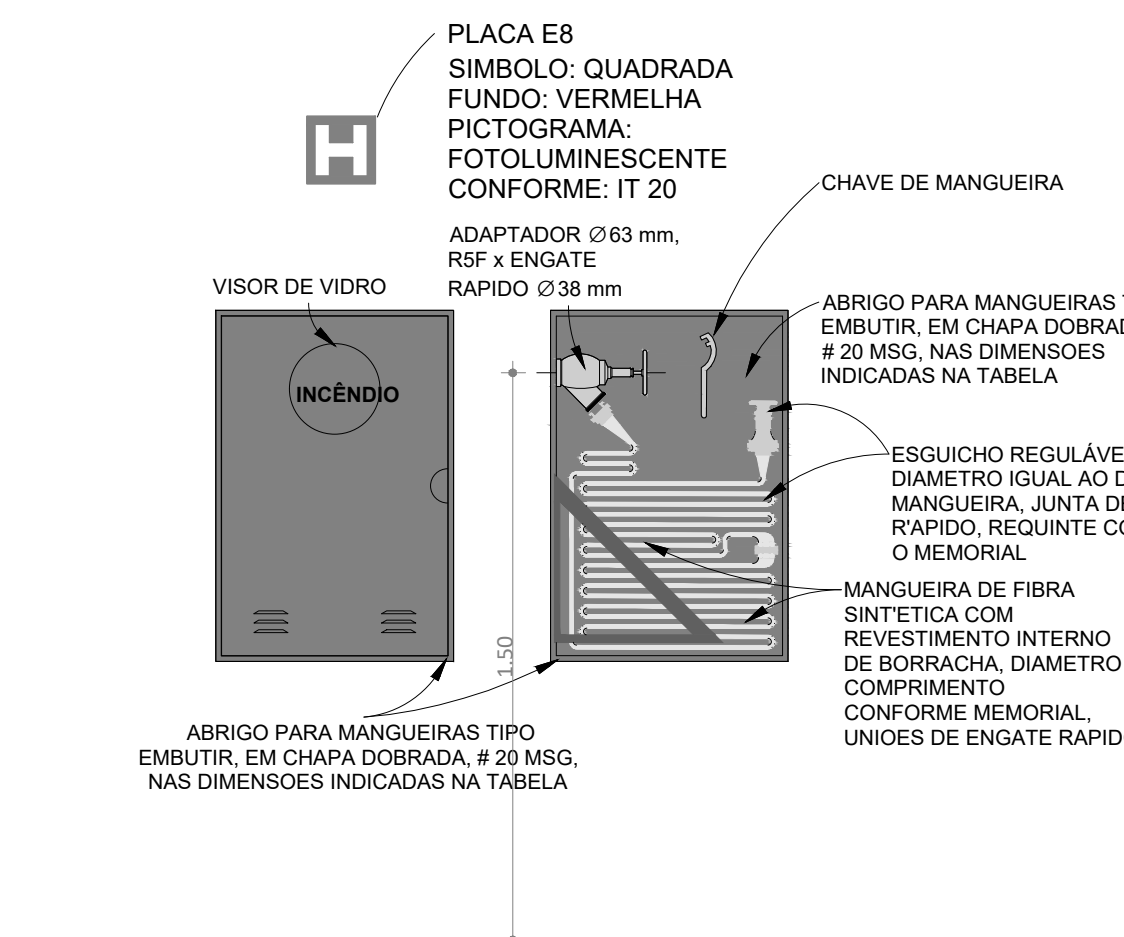 PLACA E8
SIMBOLO: QUADRADA
FUNDO: VERMELHA
PICTOGRAMA:
FOTOLUMINESCENTE
CONFORME: IT 20
H
CHAVE DE MANGUEIRA
ADAPTADOR Ø63 mm,
R5F x ENGATE
RAPIDO Ø38 mm
VISOR DE VIDRO
INCÊNDIO
ABRIGO PARA MANGUEIRAS
EMBUTIR, EM CHAPA DOBRAD
# 20 MSG, NAS DIMENSOES
INDICADAS NA TABELA
ESGUICHO REGULÁVE
DIAMETRO IGUAL AO D
MANGUEIRA, JUNTA DE
R'APIDO, REQUINTE CO
O MEMORIAL
MANGUEIRA DE FIBRA
SINT'ETICA COM
REVESTIMENTO INTERNO
DE BORRACHA, DIAMETRO
COMPRIMENTO
CONFORME MEMORIAL,
UNIOES DE ENGATE RAPID
1.50
ABRIGO PARA MANGUEIRAS TIPO
EMBUTIR, EM CHAPA DOBRADA, # 20 MSG,
NAS DIMENSOES INDICADAS NA TABELA